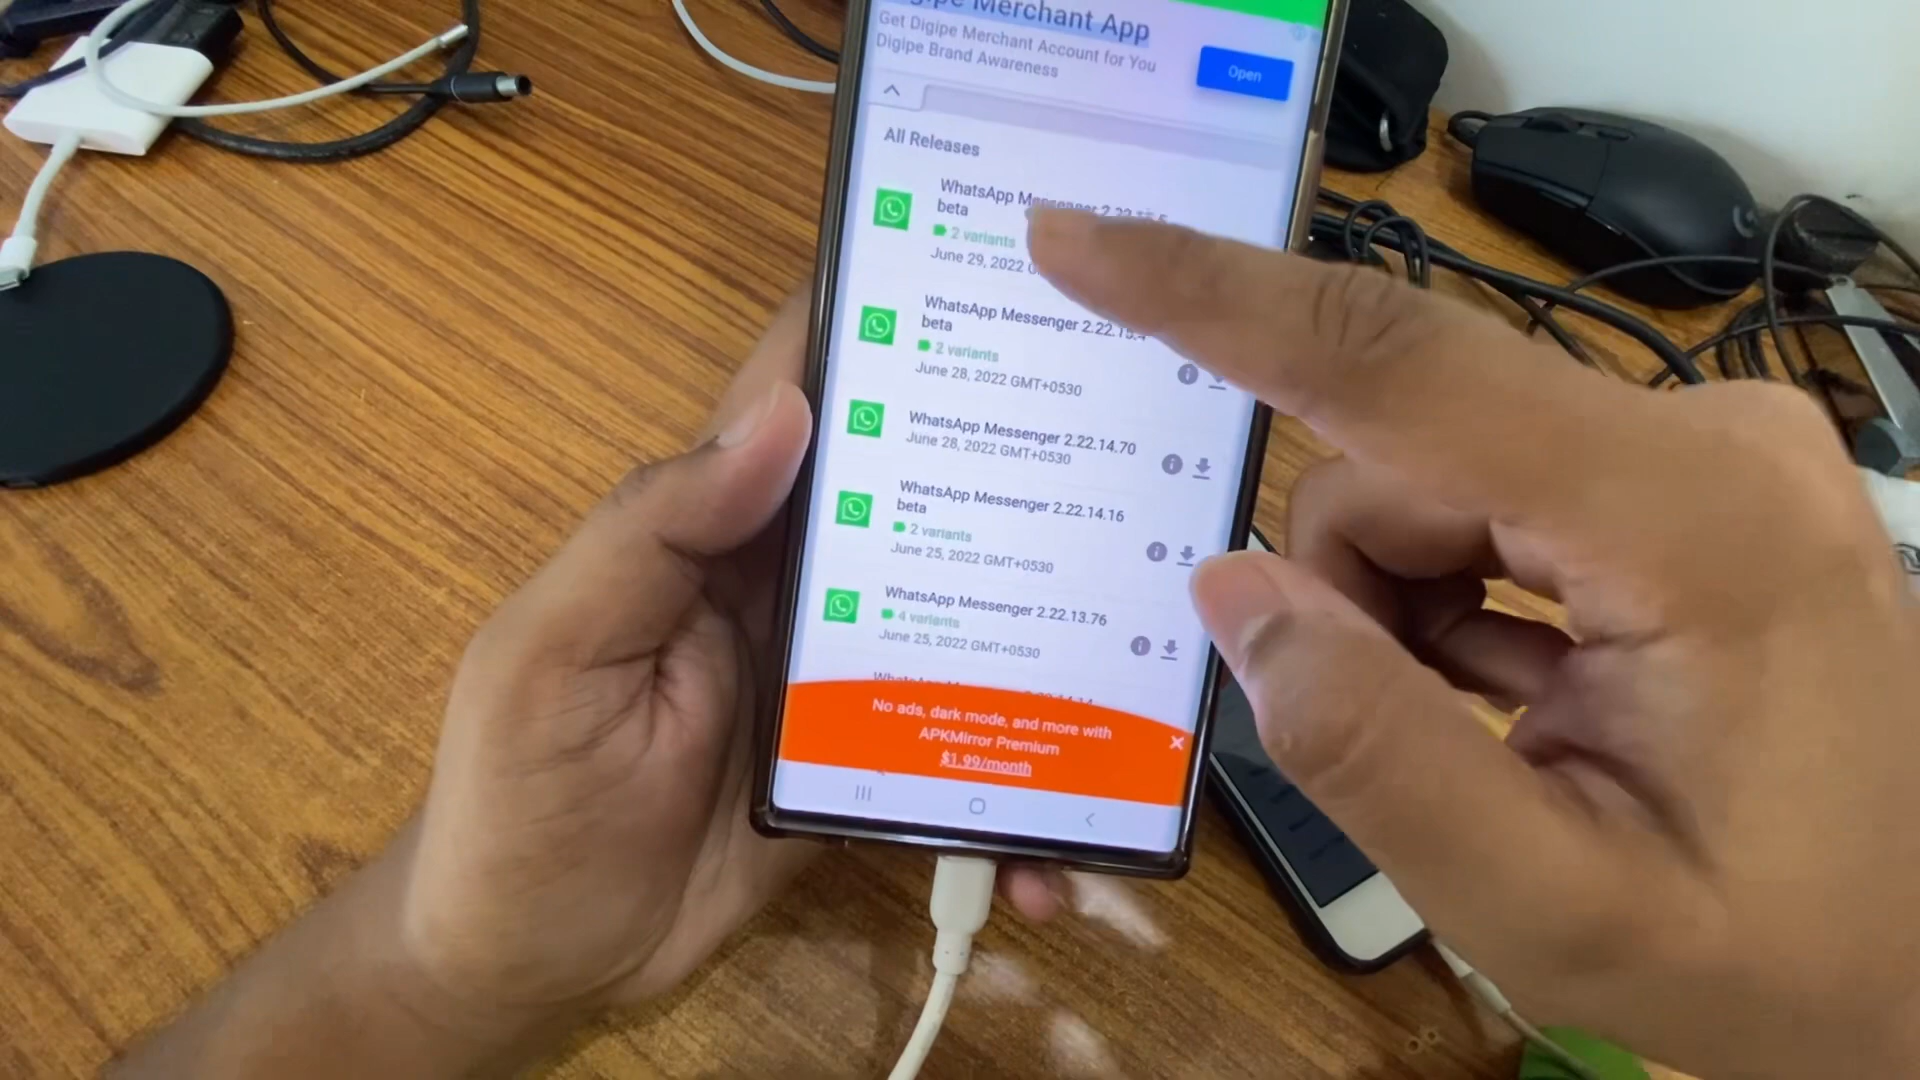 Merchant App
Get Digipe Merchant Account for You
Digipe Brand Awareness
Open
All Releases
WhatsApp Messenger
beta
2 variants
June 29, 2022
WhatsApp Messenger 2.22.15.4
beta
2 variants
June 28, 2022 GMT+0530
WhatsApp Messenger 2.22.14.70
June 28, 2022 GMT+0530
WhatsApp Messenger 2.22.14.16
beta
2 variants
June 25, 2022 GMT+0530
WhatsApp Messenger 2.22.13.76
4 variants
June 25, 2022 GMT+0530
No ads, dark mode, and more with
APKMirror Premium
$1.99/month